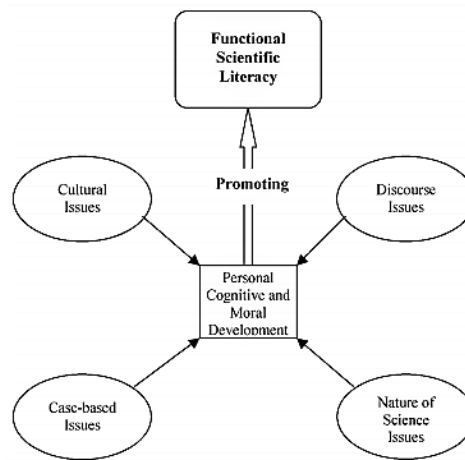 Functional
Scientific
Literacy
Promoting
Cultural
Issues
Discourse
Issues
Personal
Cognitive and
Moral
Development
Case-based
Issues
Nature of
Science
Issues